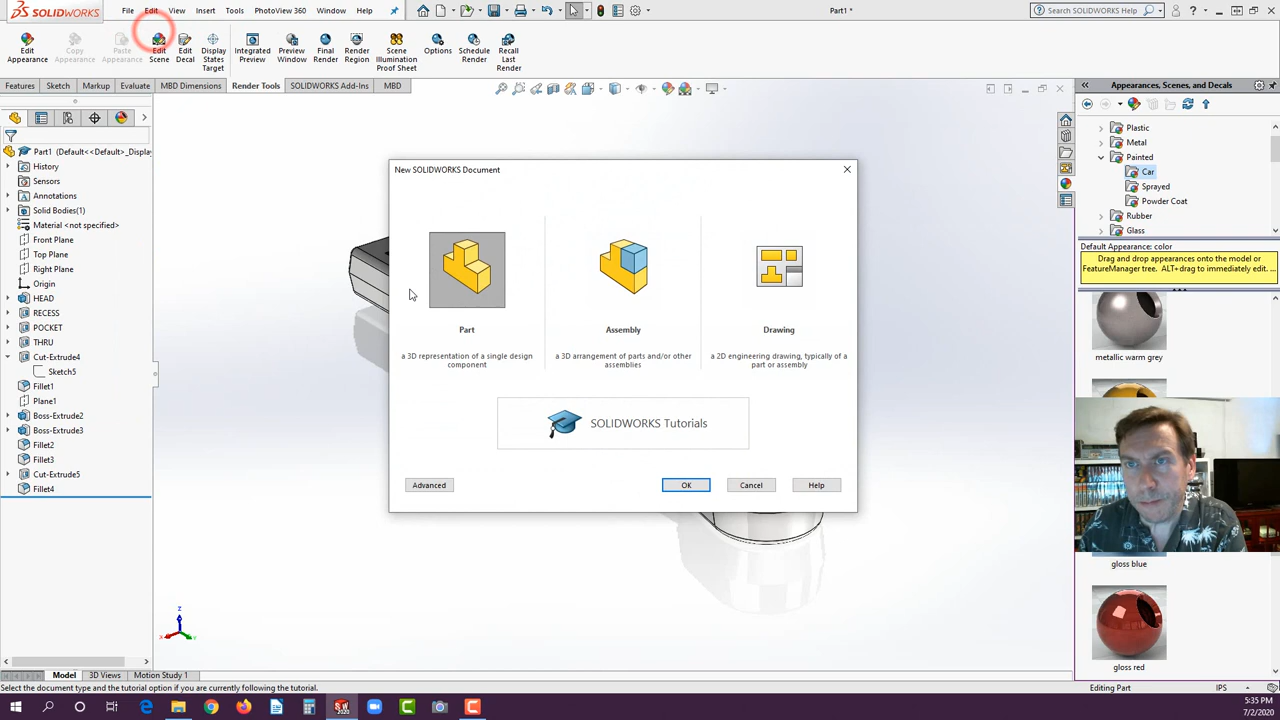 SOLIDWORKS File Edit View Insert Tools PhotoView 360 Window Help Part1 * Search SOLIDWORKS Help
Edit Appearance
Copy Appearance
Paste Appearance
Edit Scene
Edit Decal
Display States Target
Integrated Preview
Preview Window
Final Render
Render Region
Scene Illumination Proof Sheet
Options
Schedule Render
Recall Last Render
Features Sketch Markup Evaluate MBD Dimensions Render Tools SOLIDWORKS Add-Ins MBD
Part1 (Default<<Default>_Display
History
Sensors
Annotations
Solid Bodies(1)
Material <not specified>
Front Plane
Top Plane
Right Plane
Origin
HEAD
RECESS
POCKET
THRU
Cut-Extrude4
Sketch5
Fillet1
Plane1
Boss-Extrude2
Boss-Extrude3
Fillet2
Fillet3
Cut-Extrude5
Fillet4
New SOLIDWORKS Document
Part
a 3D representation of a single design
component
Assembly
a 3D arrangement of parts and/or other
assemblies
Drawing
a 2D engineering drawing, typically of a
part or assembly
SOLIDWORKS Tutorials
Advanced OK Cancel Help
Z
X Y
Appearances, Scenes, and Decals
Plastic
Metal
Painted
Car
Sprayed
Powder Coat
Rubber
Glass
Default Appearance: color
Drag and drop appearances onto the model or
FeatureManager tree. ALT+drag to immediately edit. ...
metallic warm grey
gloss blue
gloss red
Model 3D Views Motion Study 1
Select the document type and the tutorial option if you are currently following the tutorial. Editing Part IPS
SW
2020
5:35 PM
7/2/2020